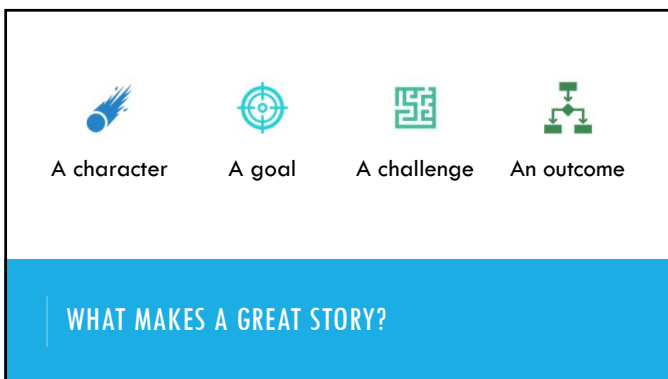 A character
A goal
A challenge
An outcome
WHAT MAKES A GREAT STORY?